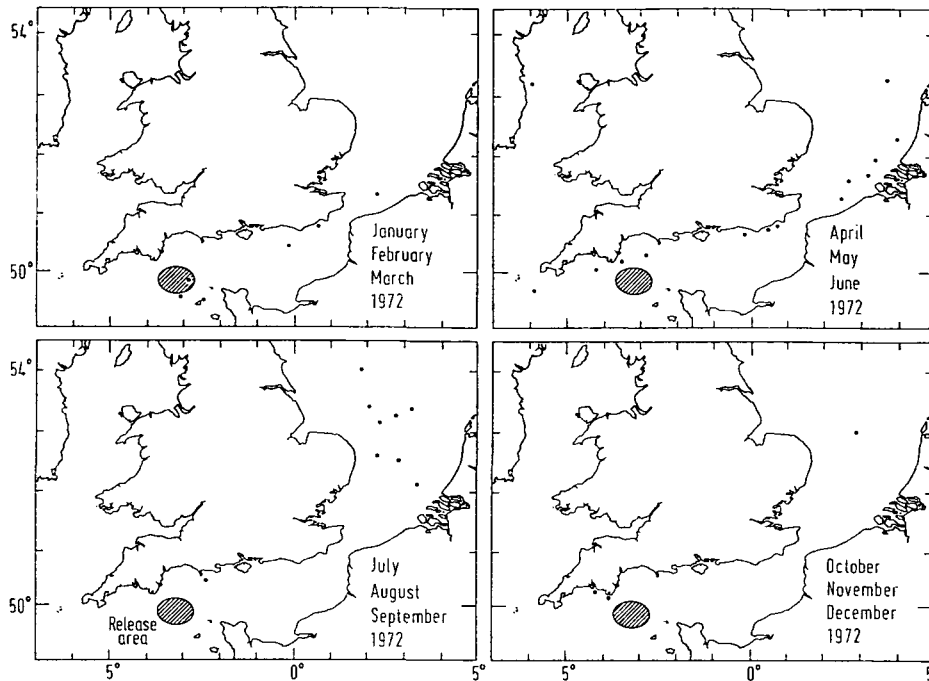 54°
50°
January
February
March
1972
April
May
June
1972
54°
50°
Release
area
July
August
September
1972
October
November
December
1972
5°
0°
5°
5°
0°
5